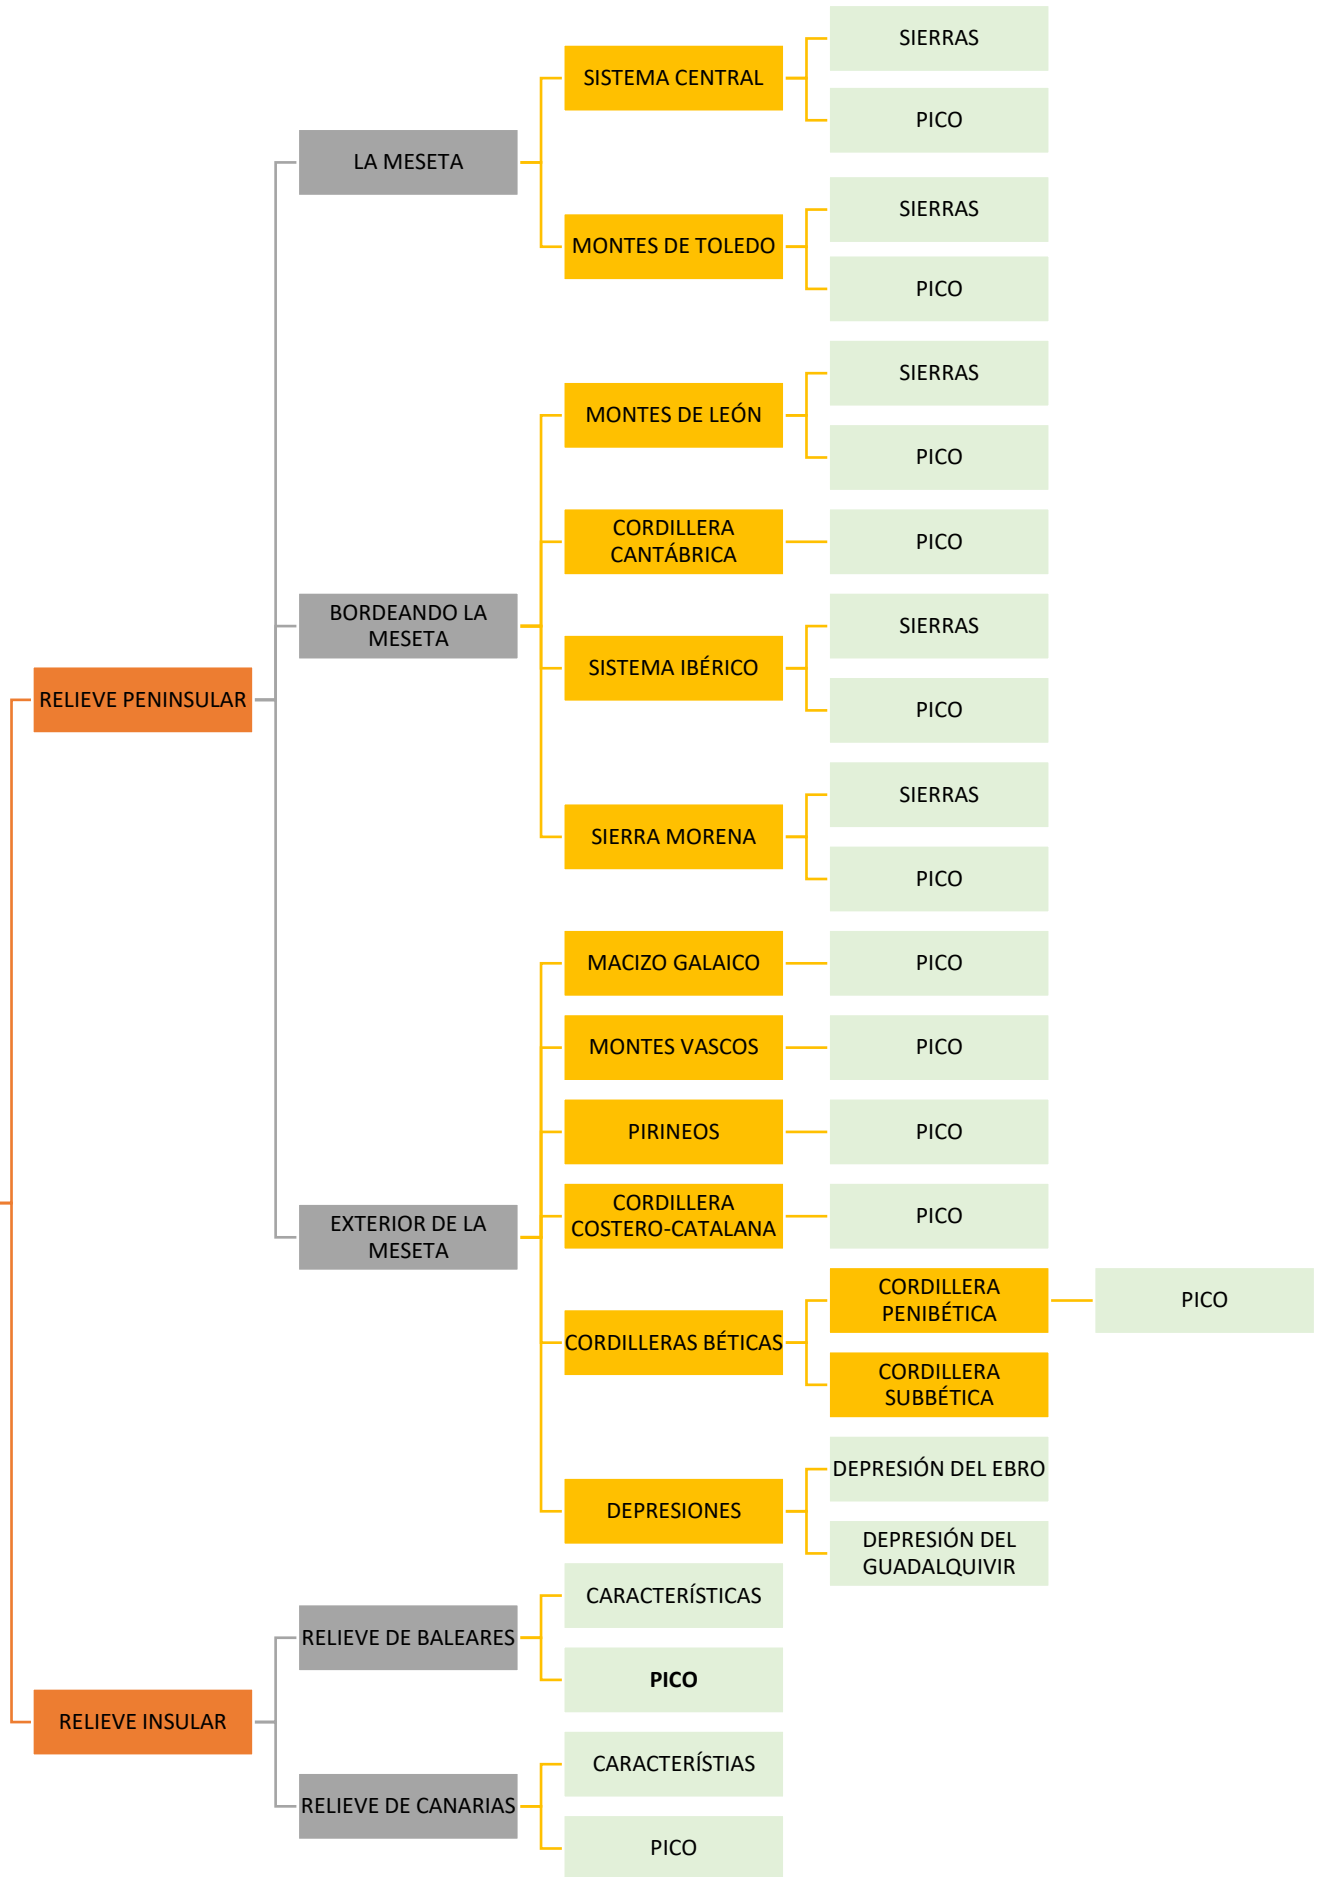 RELIEVE PENINSULAR
LA MESETA
SISTEMA CENTRAL
SIERRAS
PICO
MONTES DE TOLEDO
SIERRAS
PICO
BORDEANDO LA
MESETA
MONTES DE LEÓN
SIERRAS
PICO
CORDILLERA
CANTÁBRICA
PICO
SISTEMA IBÉRICO
SIERRAS
PICO
SIERRA MORENA
SIERRAS
PICO
EXTERIOR DE LA
MESETA
MACIZO GALAICO
PICO
MONTES VASCOS
PICO
PIRINEOS
PICO
CORDILLERA
COSTERO-CATALANA
PICO
CORDILLERAS BÉTICAS
CORDILLERA
PENIBÉTICA
PICO
CORDILLERA
SUBBÉTICA
DEPRESIONES
DEPRESIÓN DEL EBRO
DEPRESIÓN DEL
GUADALQUIVIR
RELIEVE INSULAR
RELIEVE DE BALEARES
CARACTERÍSTICAS
PICO
RELIEVE DE CANARIAS
CARACTERÍSTIAS
PICO